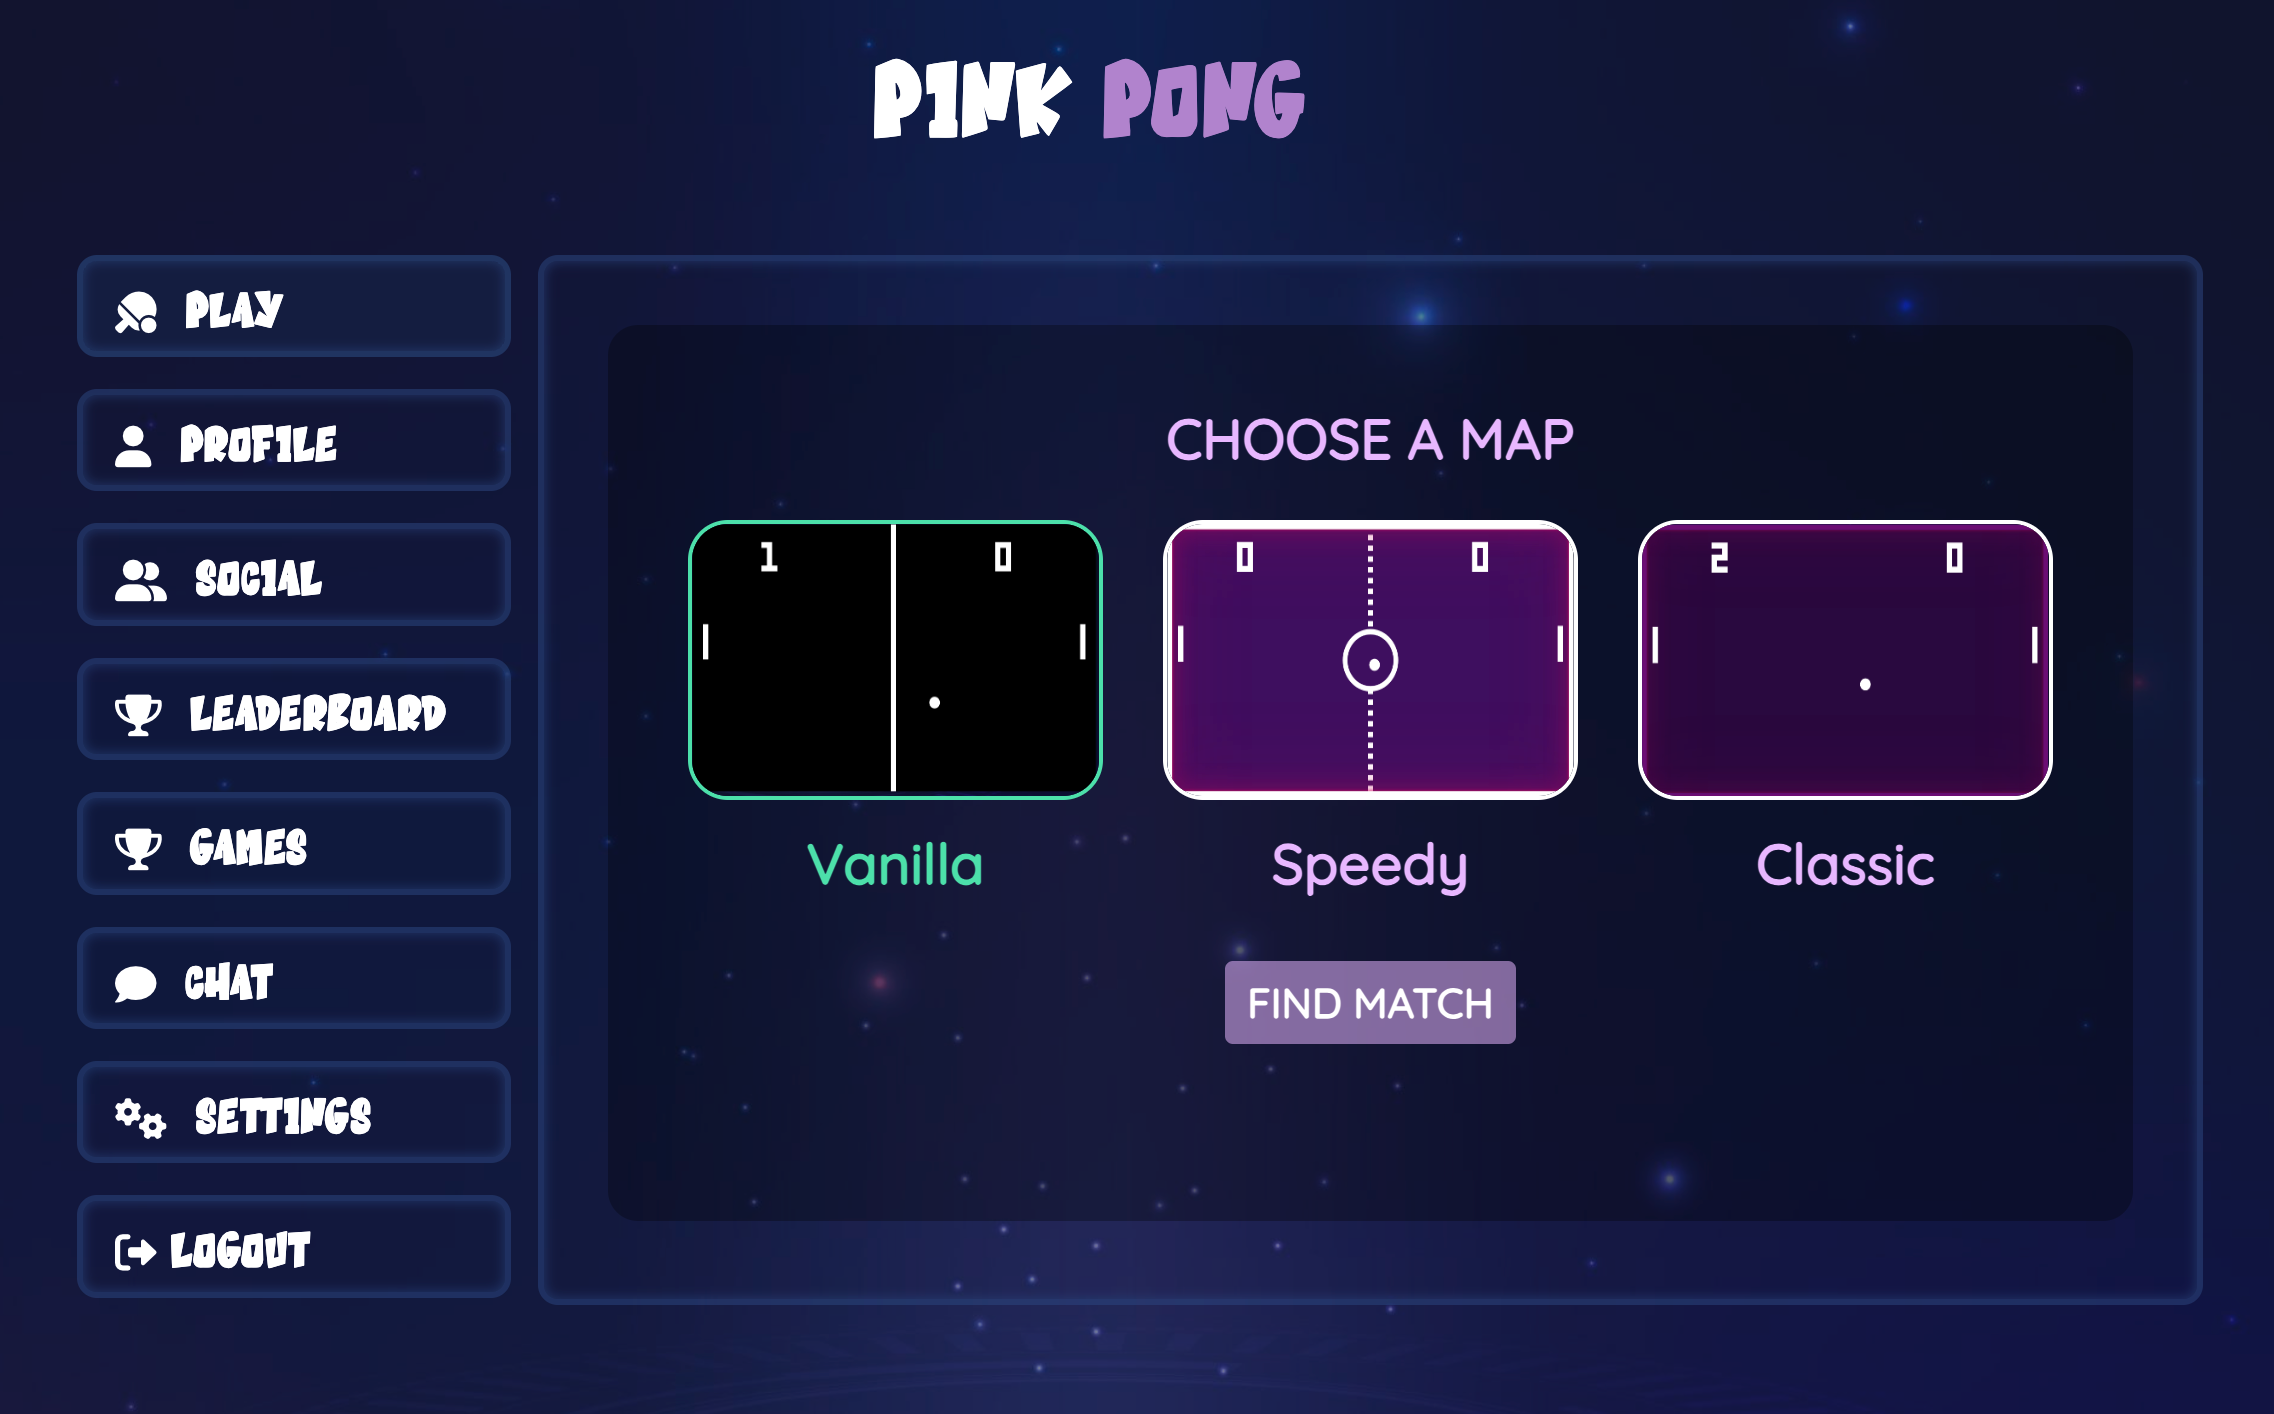 PINK PONG
PLAY
PROFILE
SOCIAL
LEADERBOARD
GAMES
CHAT
SETTINGS
LOGOUT
CHOOSE A MAP
1 0
0 0
2 0
Vanilla
Speedy
Classic
FIND MATCH